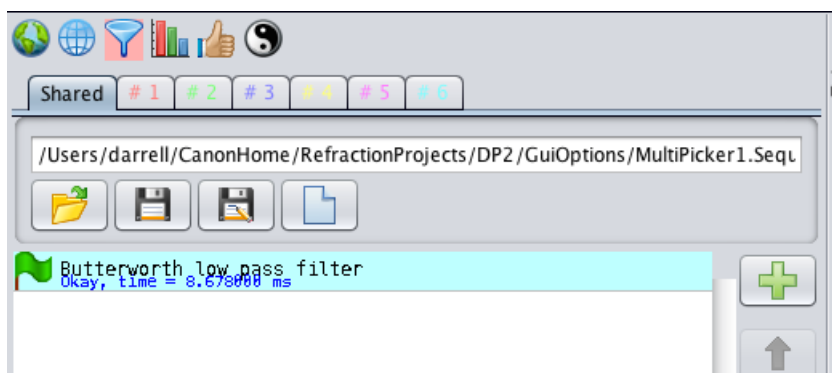 Shared # 1 # 2 # 3 # 4 # 5 # 6
/Users/darrell/CanonHome/RefractionProjects/DP2/GuiOptions/MultiPicker1.Sequ
Butterworth low pass filter
Okay, time = 8.678000 ms